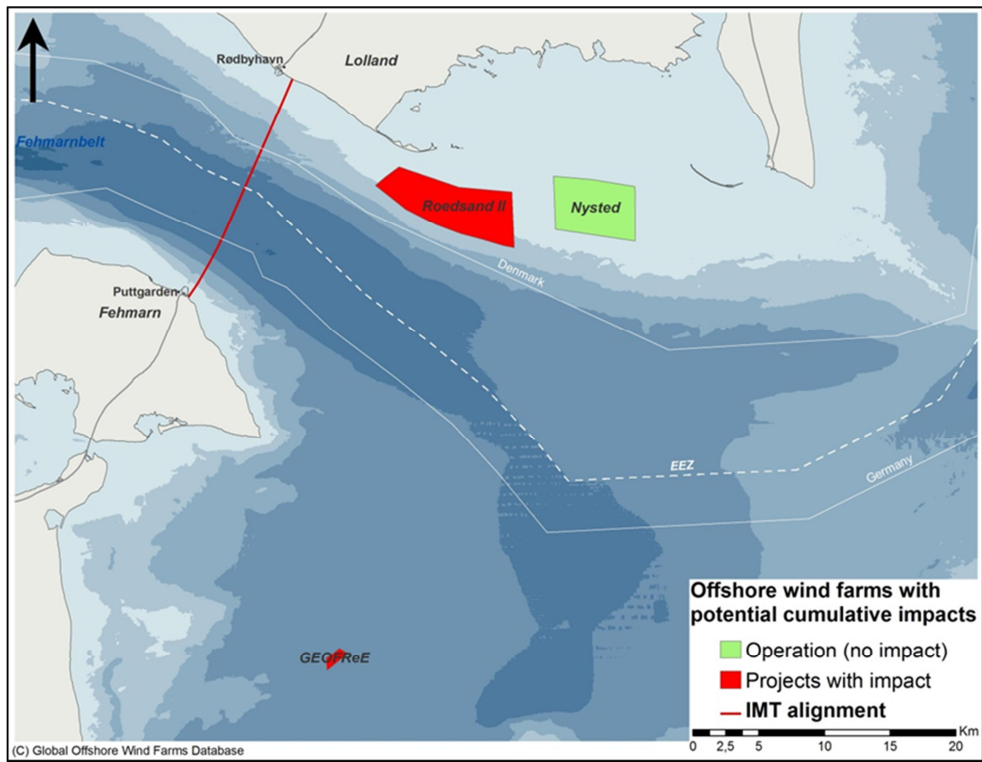 Rødbyhavn
Lolland
Fehmarnbelt
Roedsand II
Nysted
Denmark
Puttgarden
Fehmarn
EEZ
Germany
GEOFReE
Offshore wind farms with
potential cumulative impacts
Operation (no impact)
Projects with impact
IMT alignment
Km
0 2,5 5 10 15 20
(C) Global Offshore Wind Farms Database